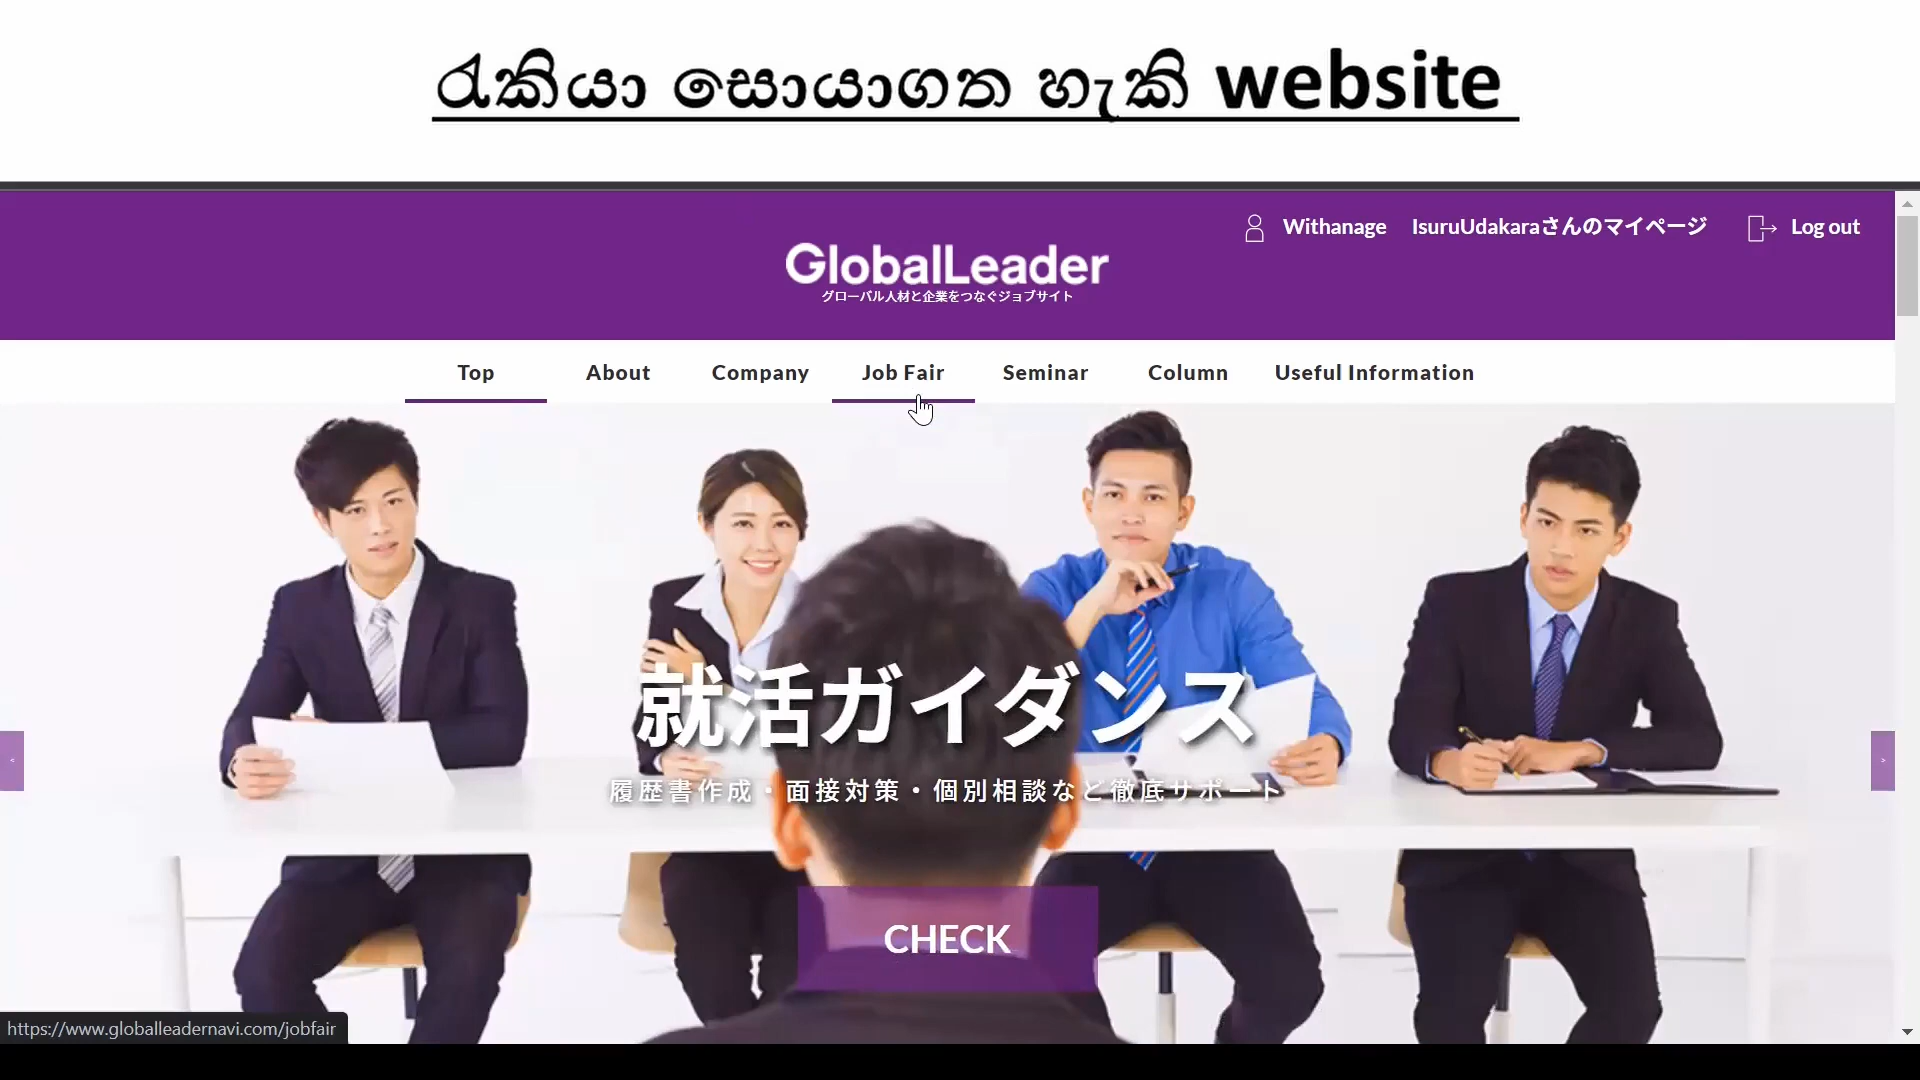 රැකියා සොයාගත හැකි website
Withanage IsuruUdakaraさんのマイページ Log out
GlobalLeader
グローバル人材と企業をつなぐジョブサイト
Top About Company Job Fair Seminar Column Useful Information
就活ガイダンス
履歴書作成・面接対策・個別相談など徹底サポート
< >
CHECK
https://www.globalleadernavi.com/jobfair